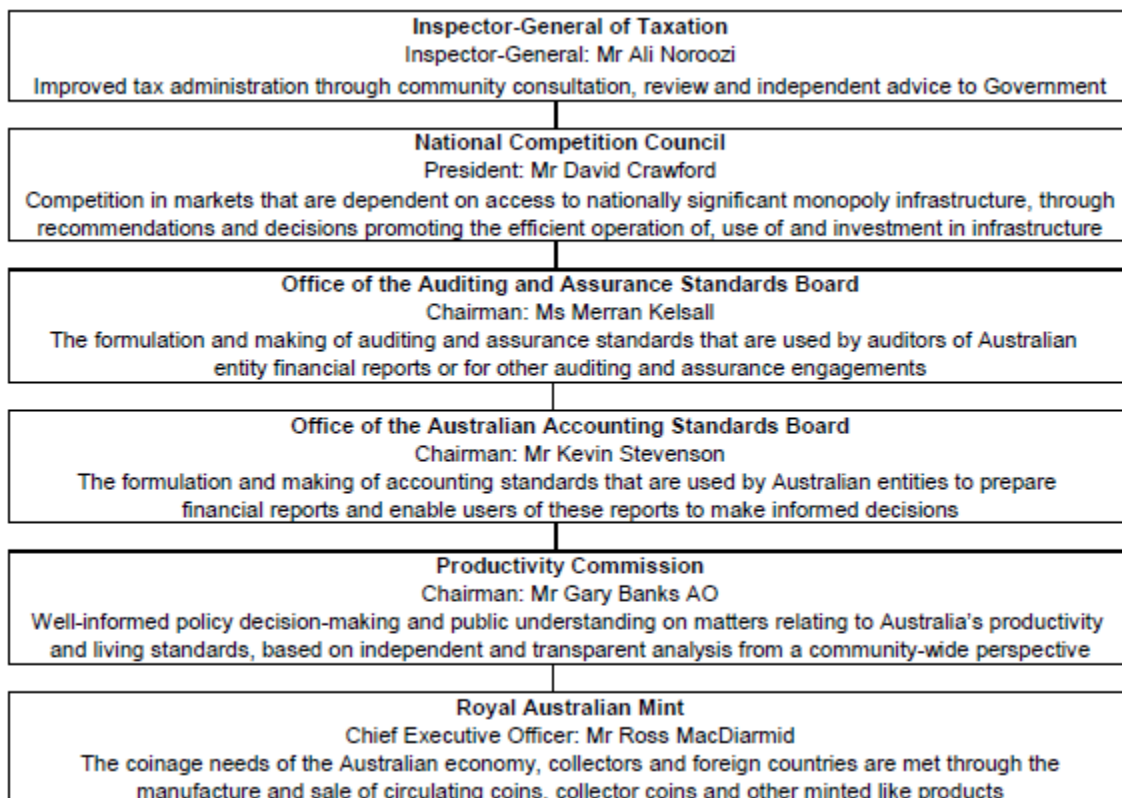 Inspector-General of Taxation
Inspector-General: Mr Ali Noroozi
Improved tax administration through community consultation, review and independent advice to Government
National Competition Council
President: Mr David Crawford
Competition in markets that are dependent on access to nationally significant monopoly infrastructure, through
recommendations and decisions promoting the efficient operation of, use of and investment in infrastructure
Office of the Auditing and Assurance Standards Board
Chairman: Ms Merran Kelsall
The formulation and making of auditing and assurance standards that are used by auditors of Australian
entity financial reports or for other auditing and assurance engagements
Office of the Australian Accounting Standards Board
Chairman: Mr Kevin Stevenson
The formulation and making of accounting standards that are used by Australian entities to prepare
financial reports and enable users of these reports to make informed decisions
Productivity Commission
Chairman: Mr Gary Banks AO
Well-informed policy decision-making and public understanding on matters relating to Australia's productivity
and living standards, based on independent and transparent analysis from a community-wide perspective
Royal Australian Mint
Chief Executive Officer: Mr Ross MacDiarmid
The coinage needs of the Australian economy, collectors and foreign countries are met through the
manufacture and sale of circulating coins, collector coins and other minted like products